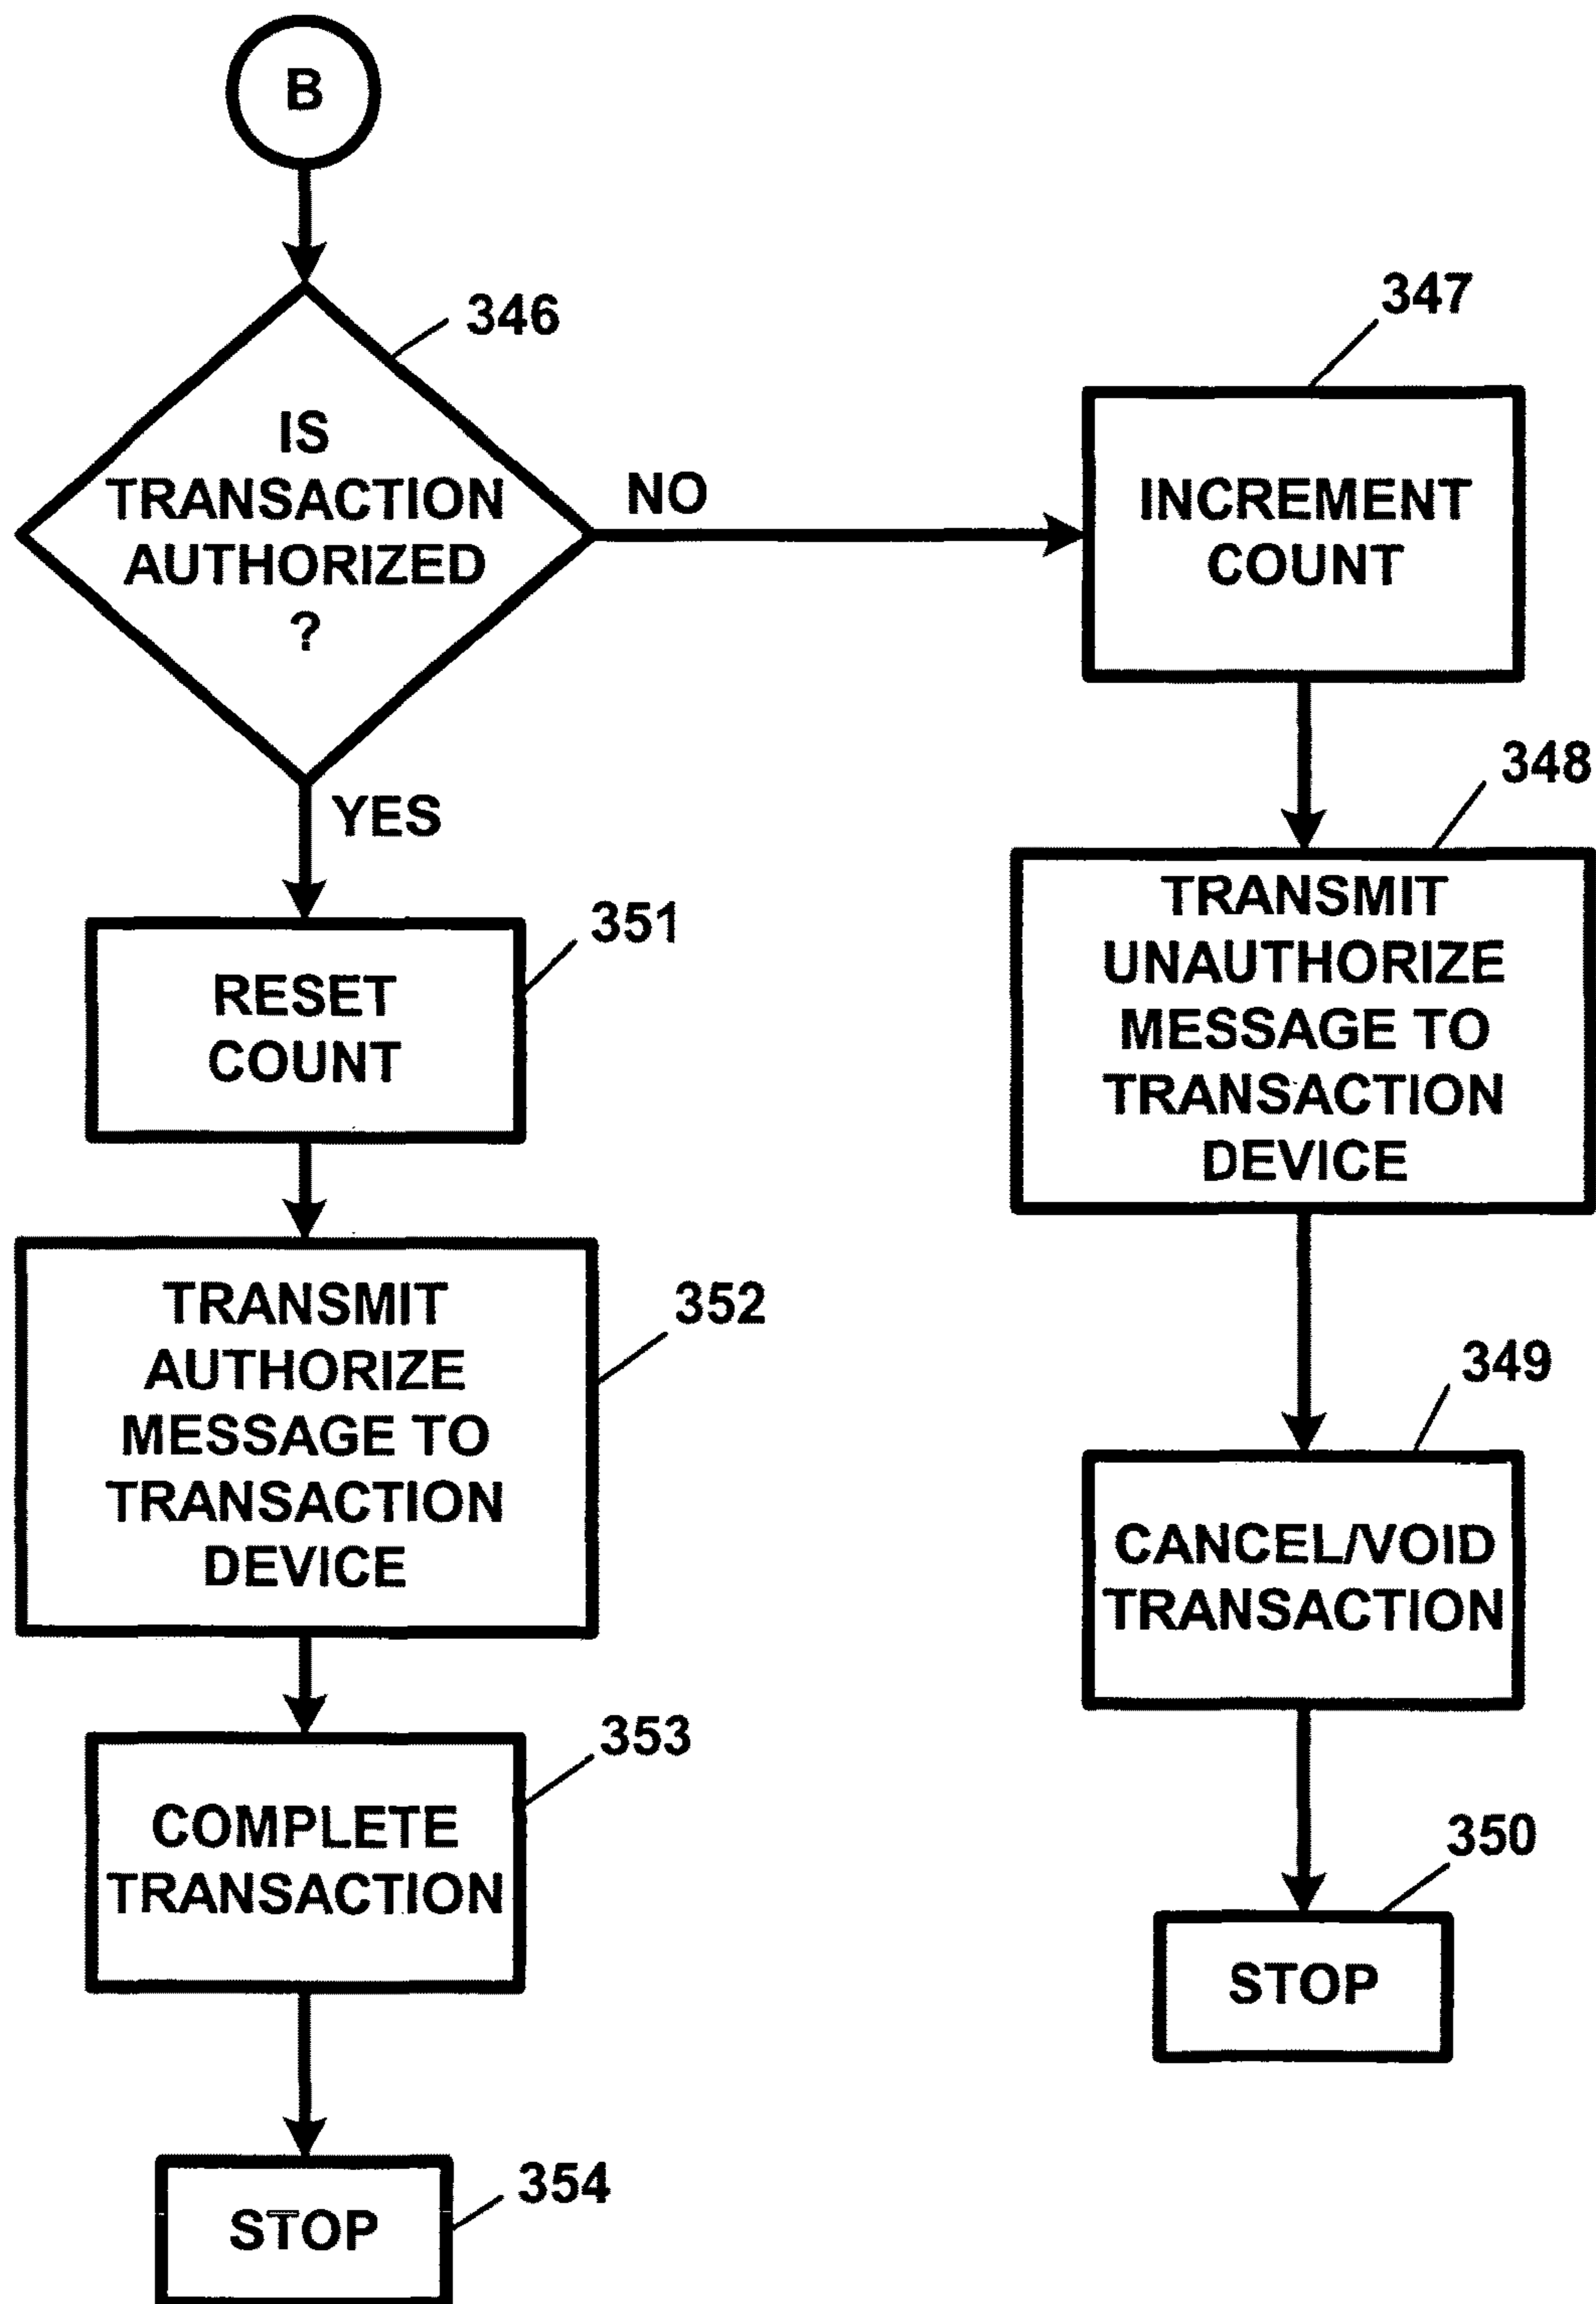 B
346
IS
TRANSACTION
AUTHORIZED
?
NO
YES
347
INCREMENT
COUNT
348
TRANSMIT
UNAUTHORIZE
MESSAGE TO
TRANSACTION
DEVICE
349
CANCEL/VOID
TRANSACTION
350
STOP
351
RESET
COUNT
352
TRANSMIT
AUTHORIZE
MESSAGE TO
TRANSACTION
DEVICE
353
COMPLETE
TRANSACTION
354
STOP